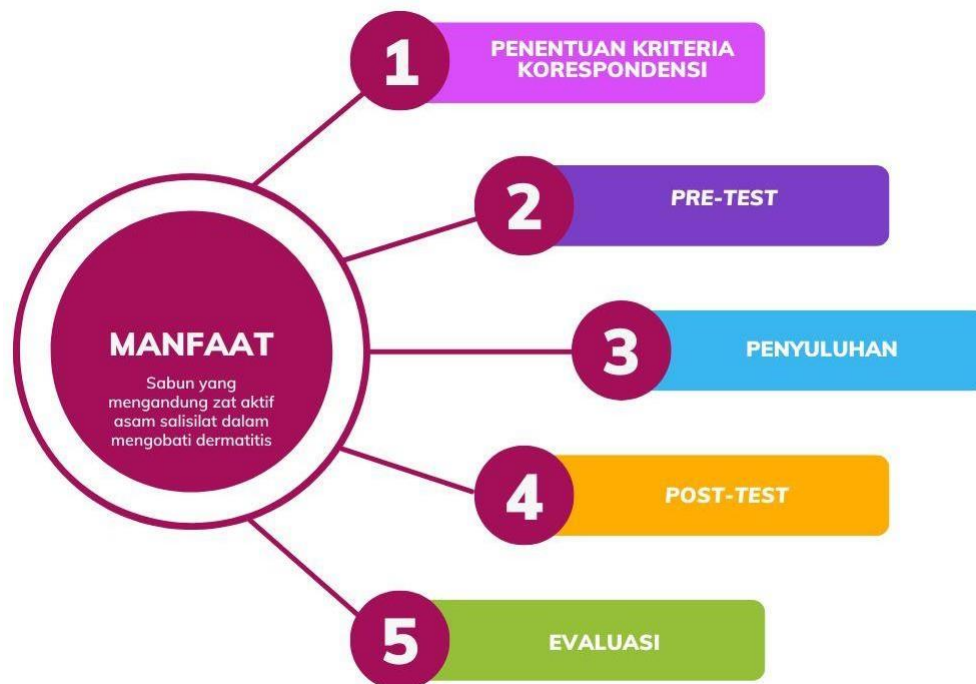 1
PENENTUAN KRITERIA
KORESPONDENSI
2
PRE-TEST
MANFAAT
Sabun yang
mengandung zat aktif
asam salisilat dalam
mengobati dermatitis
3
PENYULUHAN
4
POST-TEST
5
EVALUASI